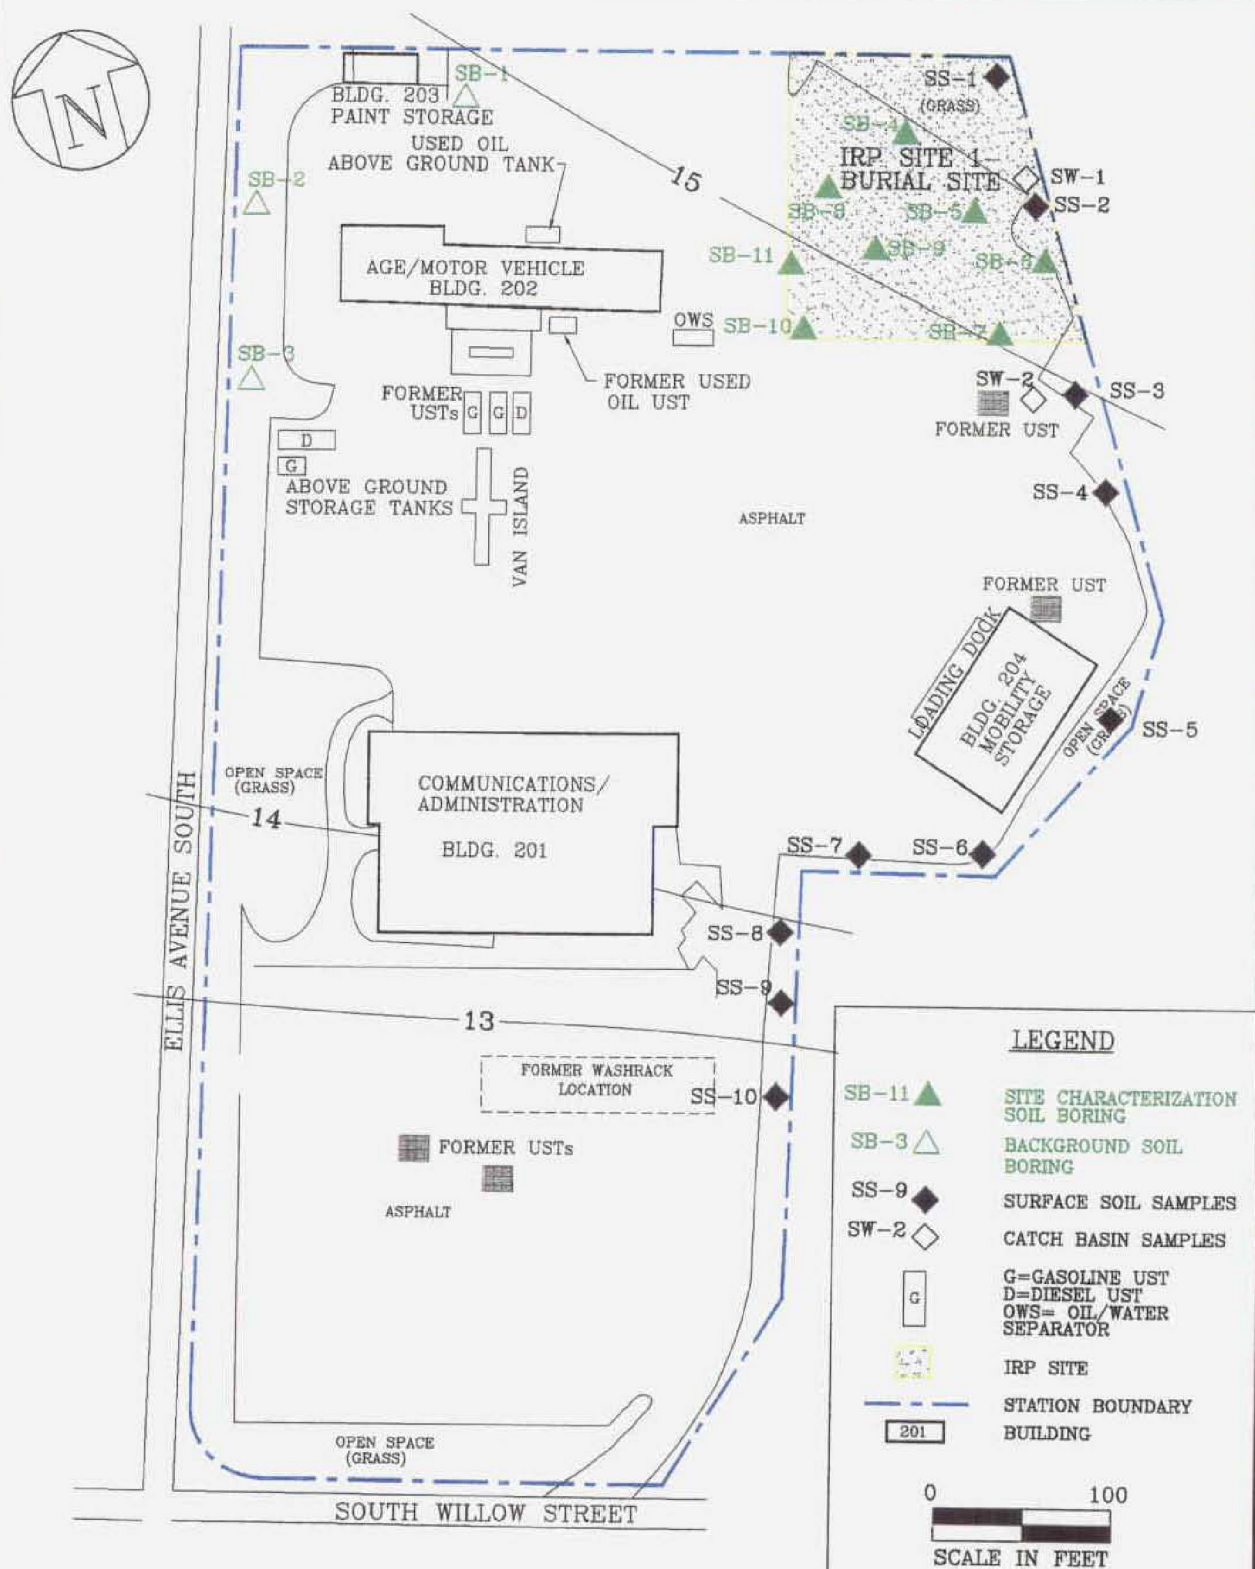 N
SB-1
BLDG. 203
PAINT STORAGE
USED OIL
ABOVE GROUND TANK
SS-1
(GRASS)
SB-4
IRP SITE 1-
BURIAL SITE
15
SW-1
SS-2
SB-2
SB-8
SB-5
SB-9
SB-6
SB-11
AGE/MOTOR VEHICLE
BLDG. 202
OWS
SB-10
SB-7
SB-3
FORMER USED
OIL UST
FORMER
USTs
G
G
D
SW-2
SS-3
FORMER UST
D
G
ABOVE GROUND
STORAGE TANKS
VAN ISLAND
SS-4
ASPHALT
FORMER UST
LOADING DOCK
BLDG. 204
MOBILITY
STORAGE
OPEN SPACE
(GRASS)
SS-5
OPEN SPACE
(GRASS)
COMMUNICATIONS/
ADMINISTRATION
BLDG. 201
14
ELLIS AVENUE SOUTH
SS-7
SS-6
SS-8
SS-9
13
FORMER WASHRACK
LOCATION
SS-10
FORMER USTs
ASPHALT
OPEN SPACE
(GRASS)
SOUTH WILLOW STREET
LEGEND
SB-11
SITE CHARACTERIZATION
SOIL BORING
SB-3
BACKGROUND SOIL
BORING
SS-9
SURFACE SOIL SAMPLES
SW-2
CATCH BASIN SAMPLES
G
G=GASOLINE UST
D=DIESEL UST
OWS= OIL/WATER
SEPARATOR
IRP SITE
STATION BOUNDARY
201
BUILDING
0 100
SCALE IN FEET